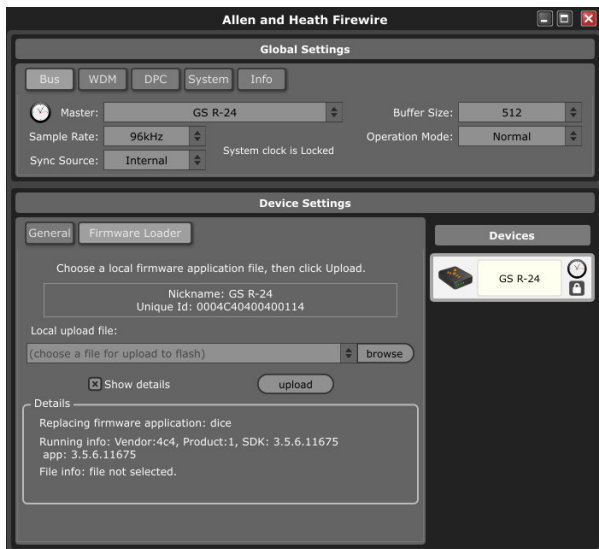 Allen and Heath Firewire
Global Settings
Bus WDM DPC System Info
Master: GS R-24 Buffer Size: 512
Sample Rate: 96kHz Operation Mode: Normal
System clock is Locked
Sync Source: Internal
Device Settings
General Firmware Loader
Choose a local firmware application file, then click Upload.
Nickname: GS R-24
Unique Id: 0004C40400400114
Local upload file:
(choose a file for upload to flash) browse
Show details upload
Details
Replacing firmware application: dice
Running info: Vendor:4c4, Product:1, SDK: 3.5.6.11675
app: 3.5.6.11675
File info: file not selected.
Devices
GS R-24